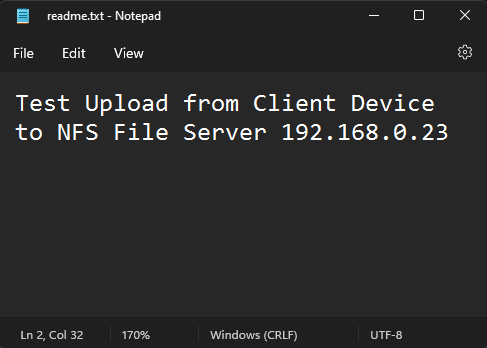 readme.txt - Notepad
File Edit View
Test Upload from Client Device
to NFS File Server 192.168.0.23
Ln 2, Col 32 170% Windows (CRLF) UTF-8